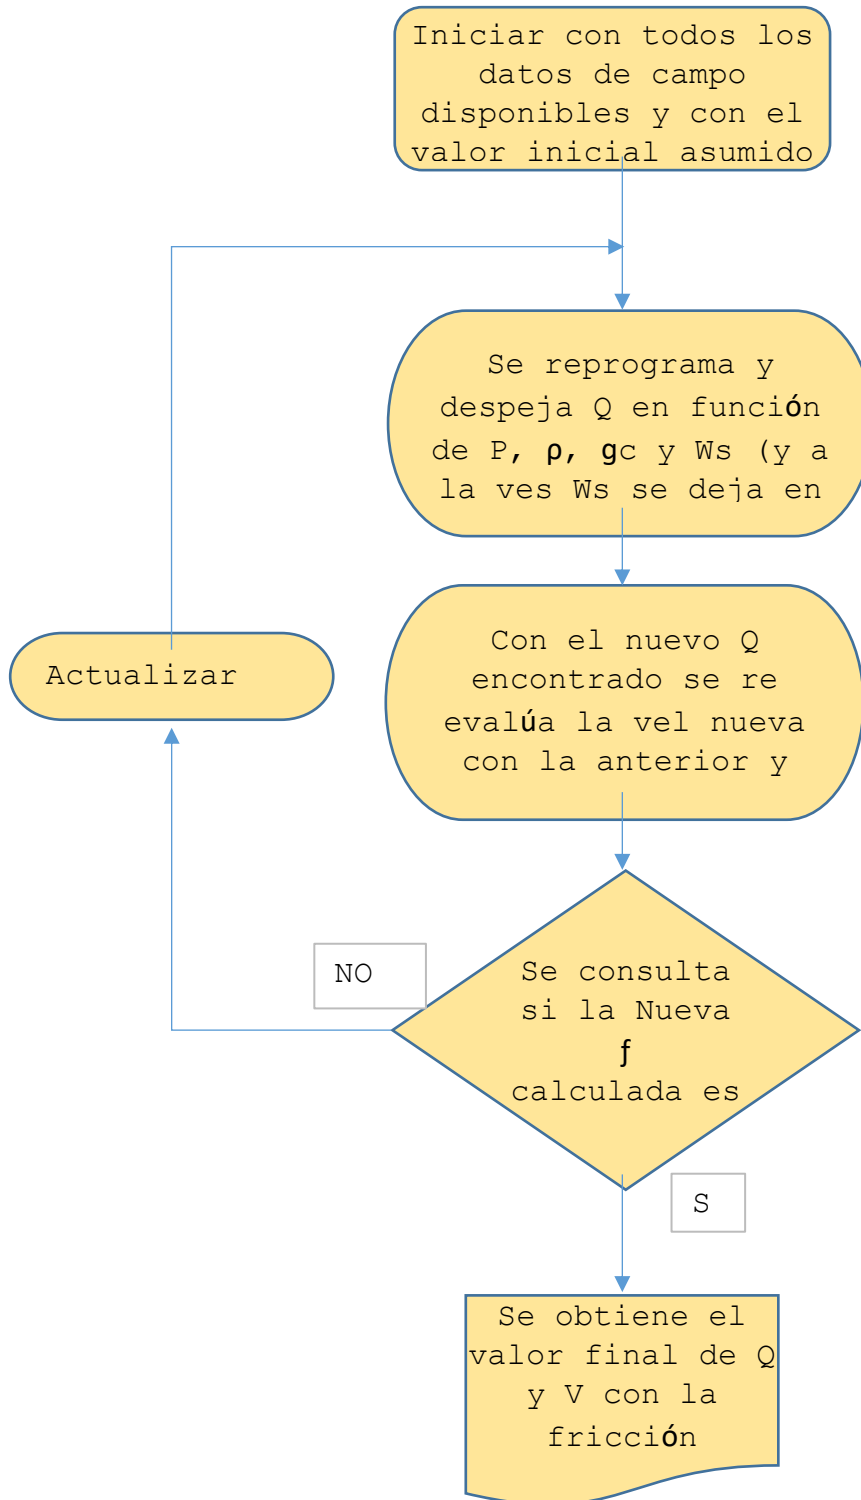 Iniciar con todos los
datos de campo
disponibles y con el
valor inicial asumido
Se reprograma y
despeja Q en función
de P, ρ, gc y Ws (y a
la ves Ws se deja en
Con el nuevo Q
encontrado se re
evalúa la vel nueva
con la anterior y
Actualizar
NO
Se consulta
si la Nueva
ƒ
calculada es
S
Se obtiene el
valor final de Q
y V con la
fricción